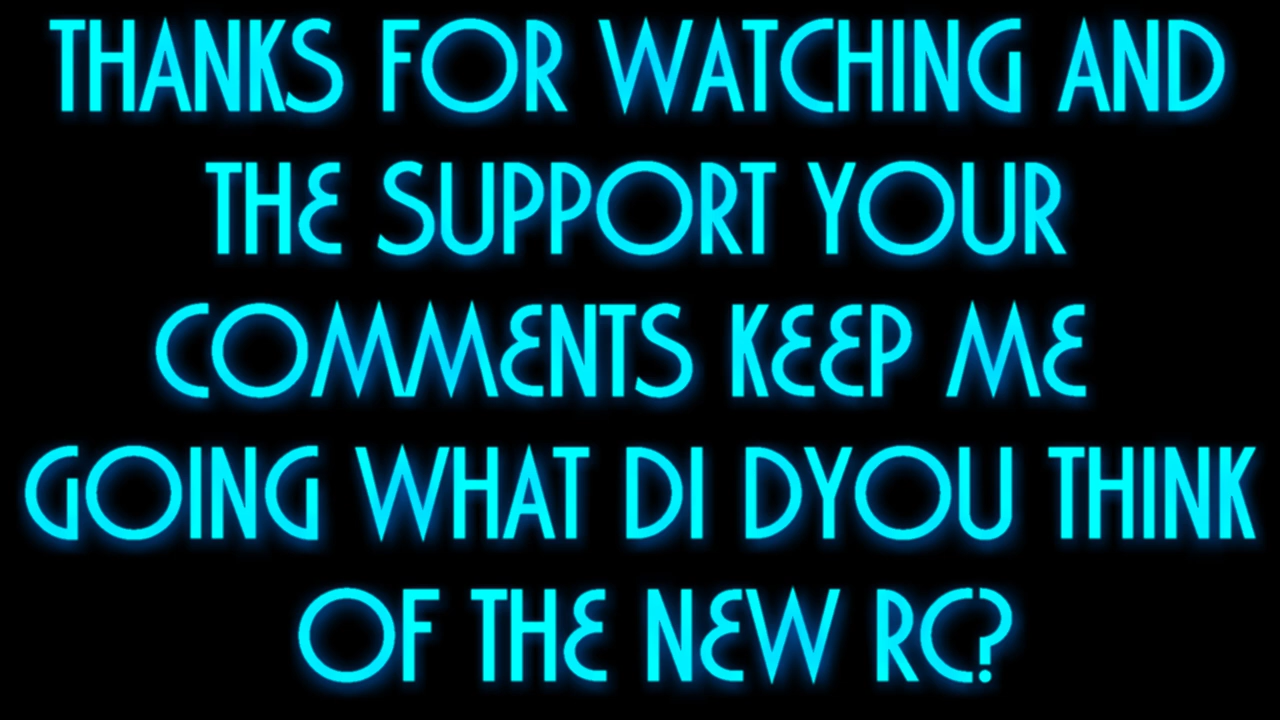 THANKS FOR WATCHING AND
THE SUPPORT YOUR
COMMENTS KEEP ME
GOING WHAT DI DYOU THINK
OF THE NEW RC?